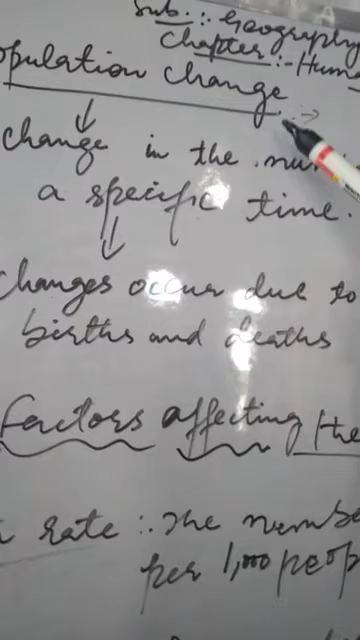 Sub. : Geography
Chapter :- Hum
opulation change :→
change in the nu
a specific time.
Changes occur due to
births and deaths
Factors affecting the
rate :. The numbe
per 1,000 peop